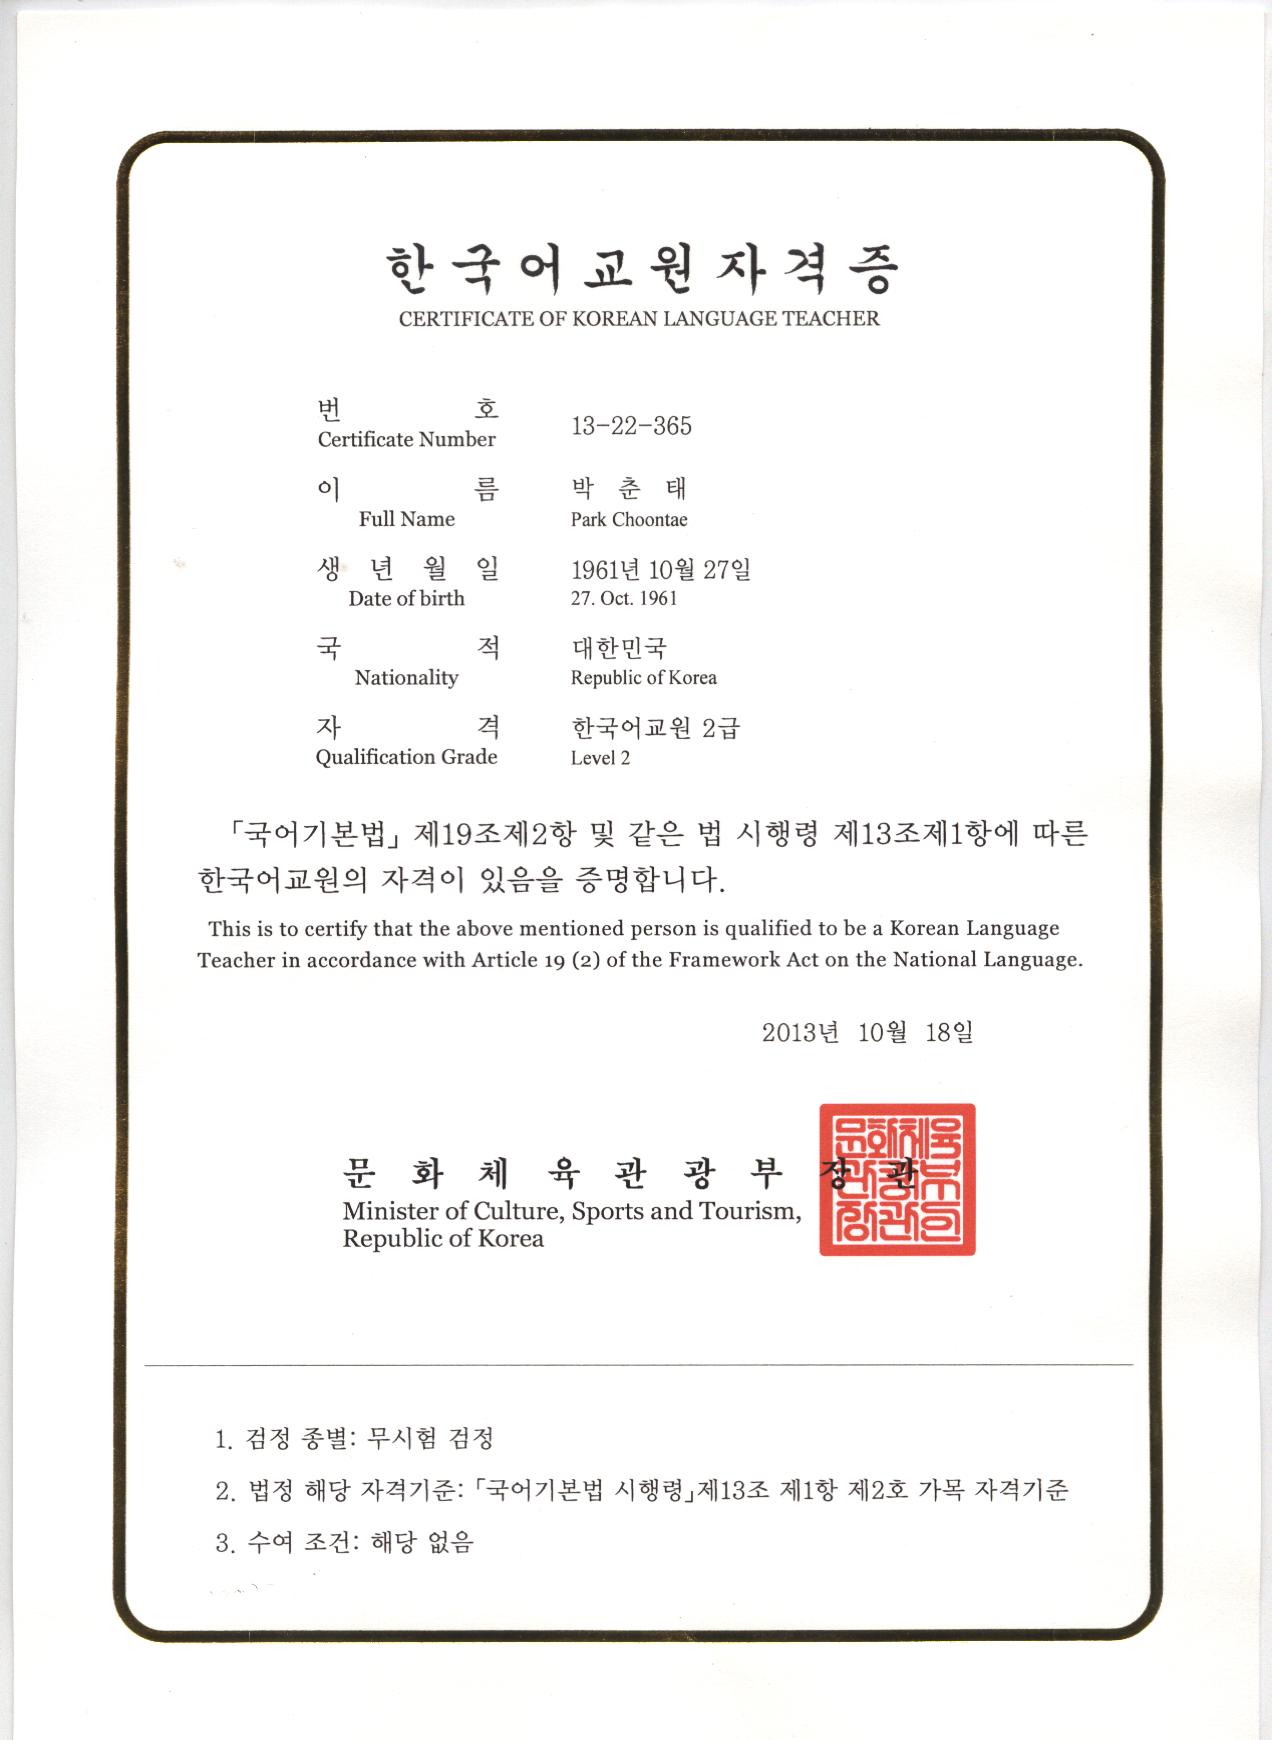 한국어교원자격증
CERTIFICATE OF KOREAN LANGUAGE TEACHER
번 호
Certificate Number
13-22-365
이 름
Full Name
박 춘 태
Park Choontae
생 년 월 일
Date of birth
1961년 10월 27일
27. Oct. 1961
국 적
Nationality
대한민국
Republic of Korea
자 격
Qualification Grade
한국어교원 2급
Level 2
「국어기본법」 제19조제2항 및 같은 법 시행령 제13조제1항에 따른
한국어교원의 자격이 있음을 증명합니다.
This is to certify that the above mentioned person is qualified to be a Korean Language
Teacher in accordance with Article 19 (2) of the Framework Act on the National Language.
2013년 10월 18일
문 화 체 육 관 광 부 장 관
Minister of Culture, Sports and Tourism,
Republic of Korea
문화체육
관광부
장관의
1. 검정 종별: 무시험 검정
2. 법정 해당 자격기준: 「국어기본법 시행령」제13조 제1항 제2호 가목 자격기준
3. 수여 조건: 해당 없음